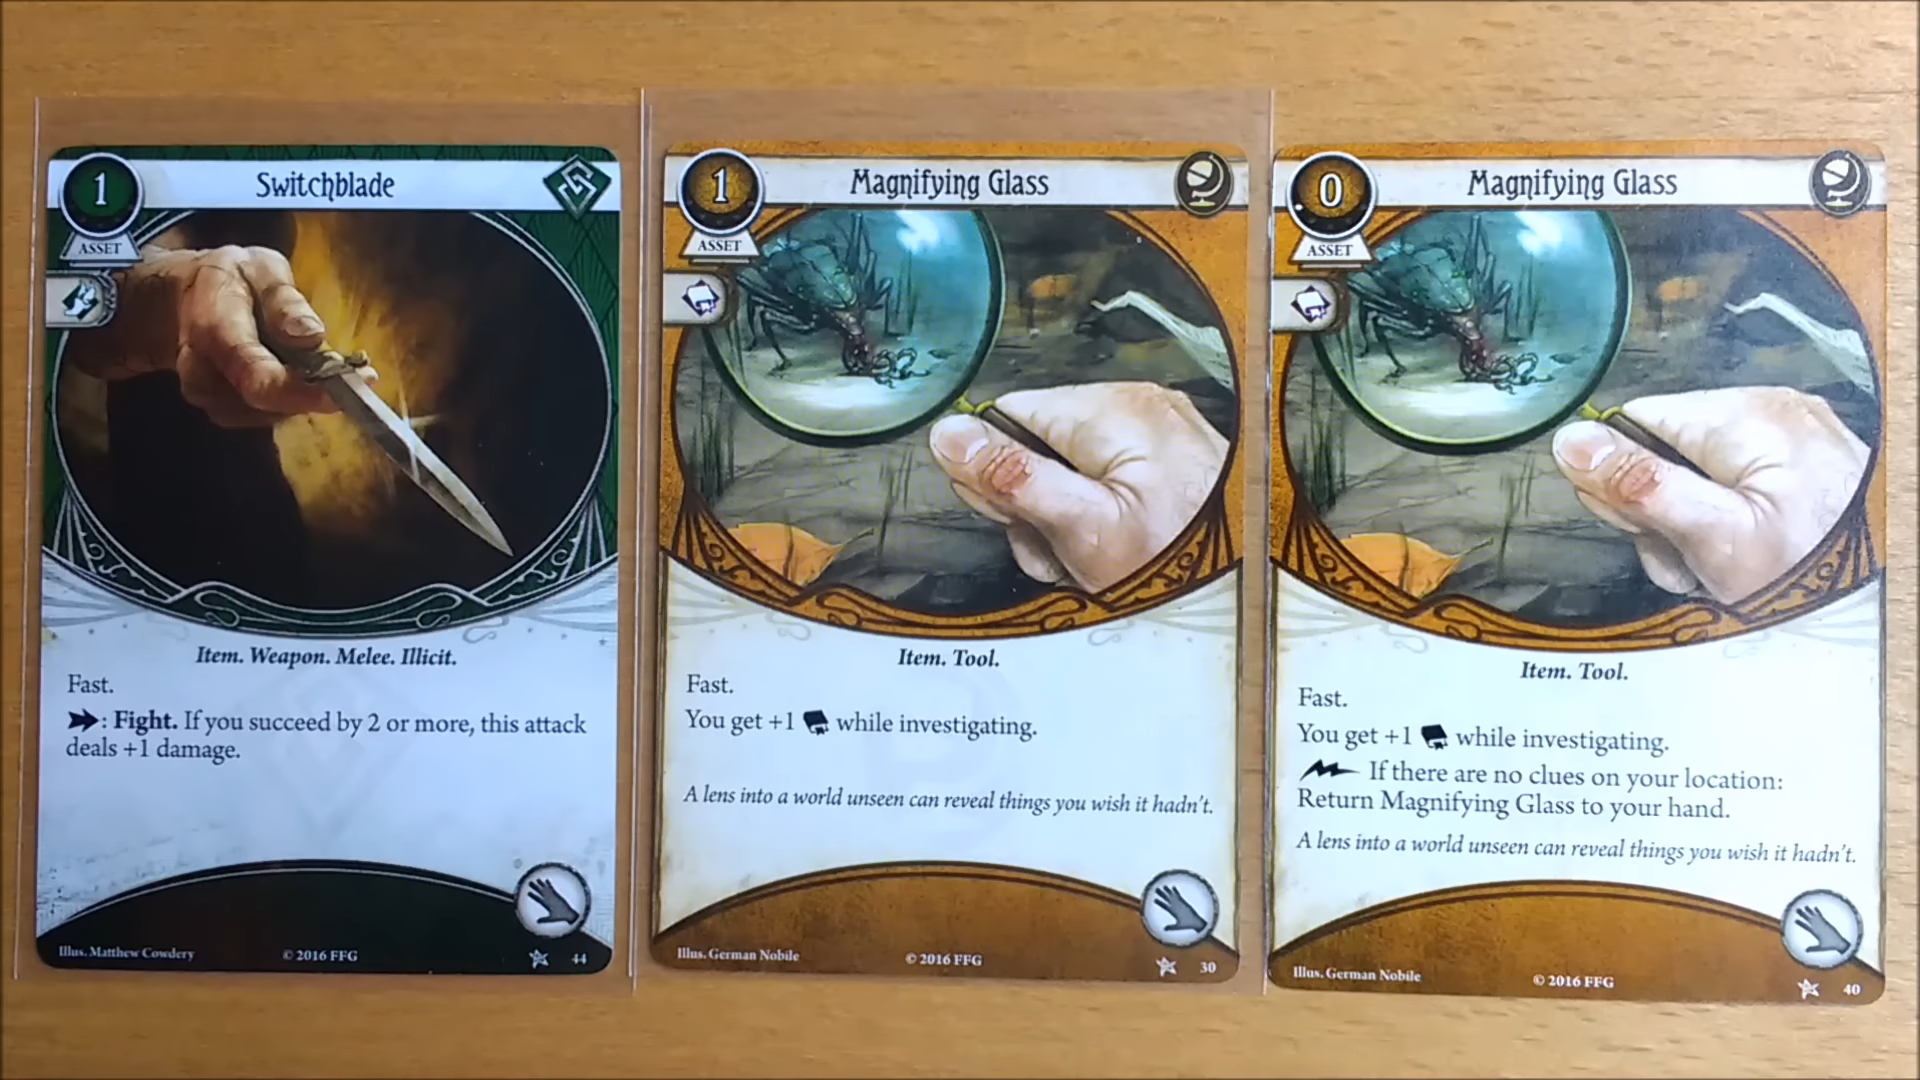 1
Switchblade
ASSET
Item. Weapon. Melee. Illicit.
Fast.
: Fight. If you succeed by 2 or more, this attack
deals +1 damage.
Illus. Matthew Cowdery
© 2016 FFG
44
1
Magnifying Glass
ASSET
Item. Tool.
Fast.
You get +1 while investigating.
A lens into a world unseen can reveal things you wish it hadn't.
Illus. German Nobile
© 2016 FFG
30
0
Magnifying Glass
ASSET
Item. Tool.
Fast.
You get +1 while investigating.
If there are no clues on your location:
Return Magnifying Glass to your hand.
A lens into a world unseen can reveal things you wish it hadn't.
Illus. German Nobile
© 2016 FFG
40